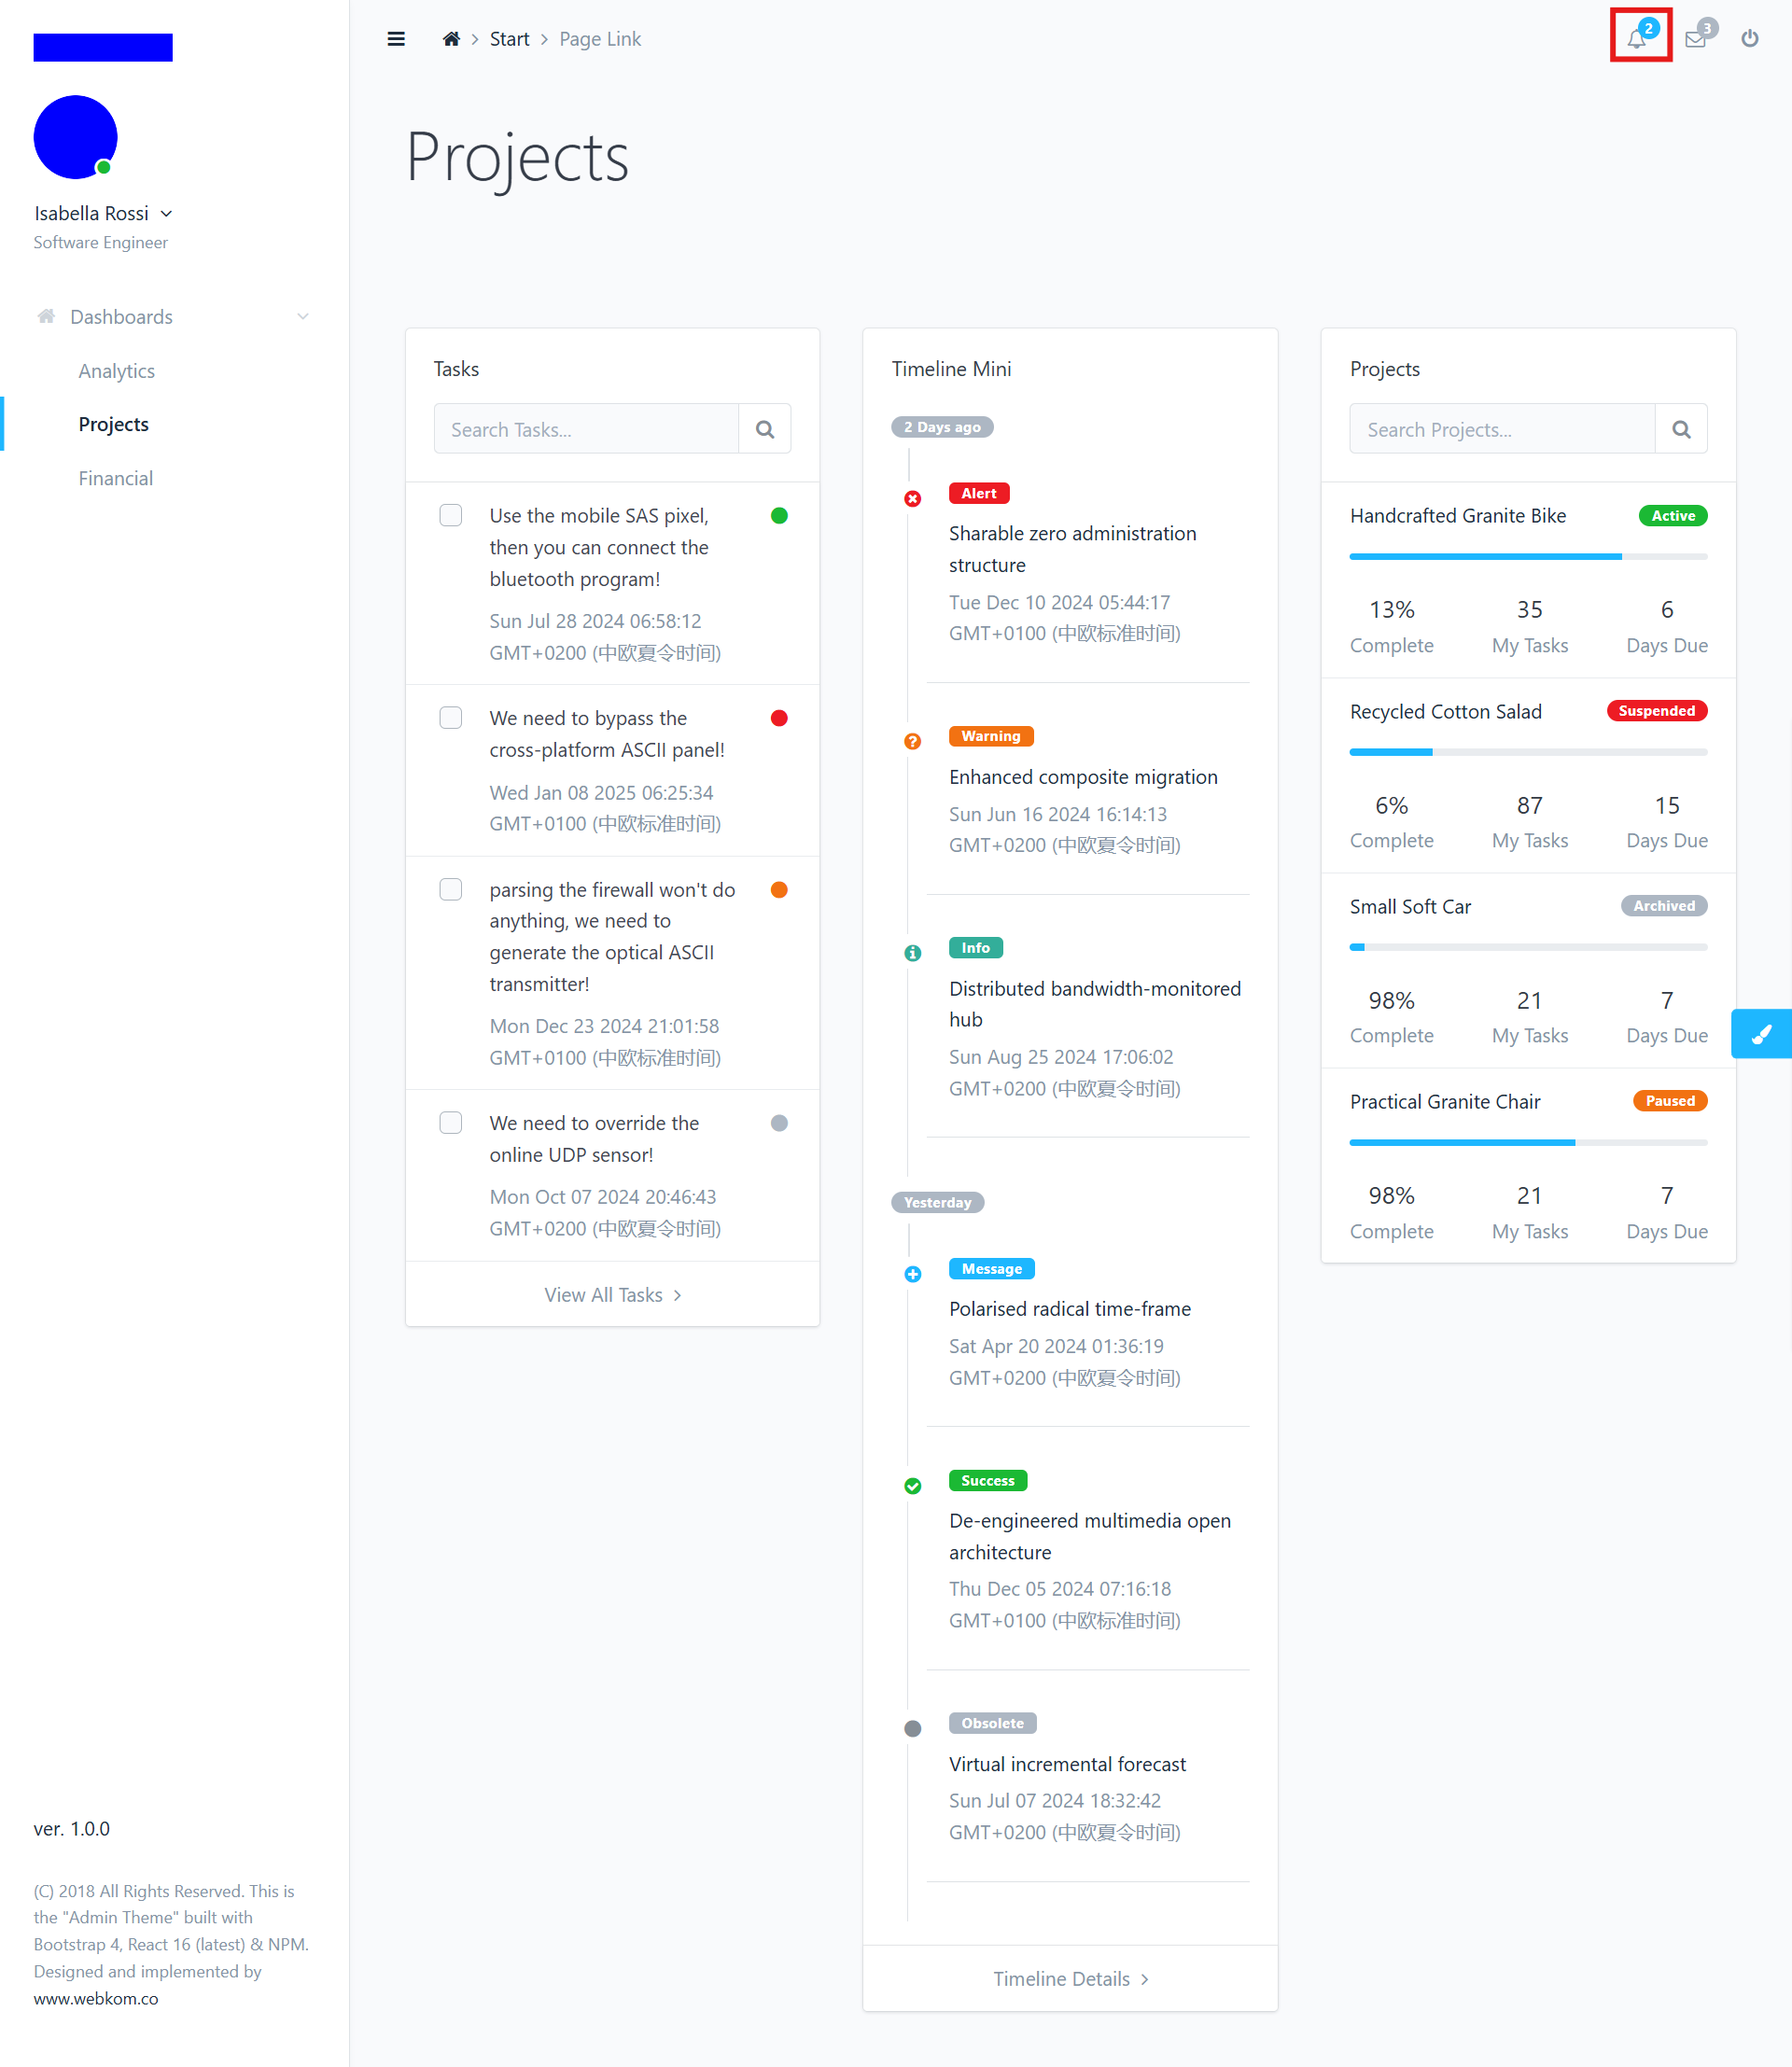 Isabella Rossi
Software Engineer
Dashboards
Analytics
Projects
Financial
ver. 1.0.0
(C) 2018 All Rights Reserved. This is
the "Admin Theme" built with
Bootstrap 4, React 16 (latest) & NPM.
Designed and implemented by
www.webkom.co
Start
Page Link
2
3
Projects
Tasks
Search Tasks...
Use the mobile SAS pixel,
then you can connect the
bluetooth program!
Sun Jul 28 2024 06:58:12
GMT+0200 (中欧夏令时间)
We need to bypass the
cross-platform ASCII panel!
Wed Jan 08 2025 06:25:34
GMT+0100 (中欧标准时间)
parsing the firewall won't do
anything, we need to
generate the optical ASCII
transmitter!
Mon Dec 23 2024 21:01:58
GMT+0100 (中欧标准时间)
We need to override the
online UDP sensor!
Mon Oct 07 2024 20:46:43
GMT+0200 (中欧夏令时间)
View All Tasks
Timeline Mini
2 Days ago
Alert
Sharable zero administration
structure
Tue Dec 10 2024 05:44:17
GMT+0100 (中欧标准时间)
Warning
Enhanced composite migration
Sun Jun 16 2024 16:14:13
GMT+0200 (中欧夏令时间)
Info
Distributed bandwidth-monitored
hub
Sun Aug 25 2024 17:06:02
GMT+0200 (中欧夏令时间)
Yesterday
Message
Polarised radical time-frame
Sat Apr 20 2024 01:36:19
GMT+0200 (中欧夏令时间)
Success
De-engineered multimedia open
architecture
Thu Dec 05 2024 07:16:18
GMT+0100 (中欧标准时间)
Obsolete
Virtual incremental forecast
Sun Jul 07 2024 18:32:42
GMT+0200 (中欧夏令时间)
Timeline Details
Projects
Search Projects...
Handcrafted Granite Bike Active
13% 35 6
Complete My Tasks Days Due
Recycled Cotton Salad Suspended
6% 87 15
Complete My Tasks Days Due
Small Soft Car Archived
98% 21 7
Complete My Tasks Days Due
Practical Granite Chair Paused
98% 21 7
Complete My Tasks Days Due